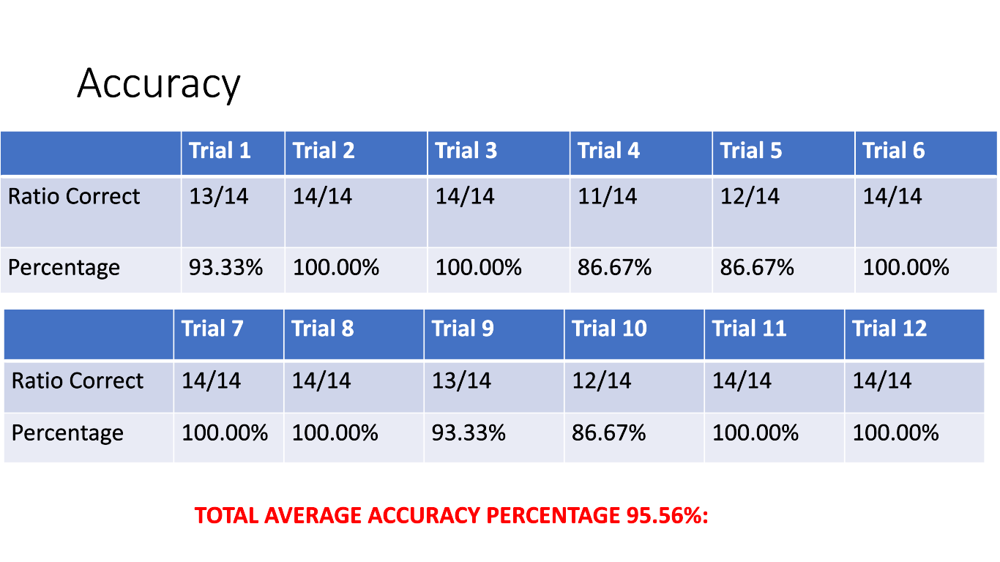 Accuracy
Trial 1 Trial 2 Trial 3 Trial 4 Trial 5 Trial 6
Ratio Correct 13/14 14/14 14/14 11/14 12/14 14/14
Percentage 93.33% 100.00% 100.00% 86.67% 86.67% 100.00%
Trial 7 Trial 8 Trial 9 Trial 10 Trial 11 Trial 12
Ratio Correct 14/14 14/14 13/14 12/14 14/14 14/14
Percentage 100.00% 100.00% 93.33% 86.67% 100.00% 100.00%
TOTAL AVERAGE ACCURACY PERCENTAGE 95.56%: